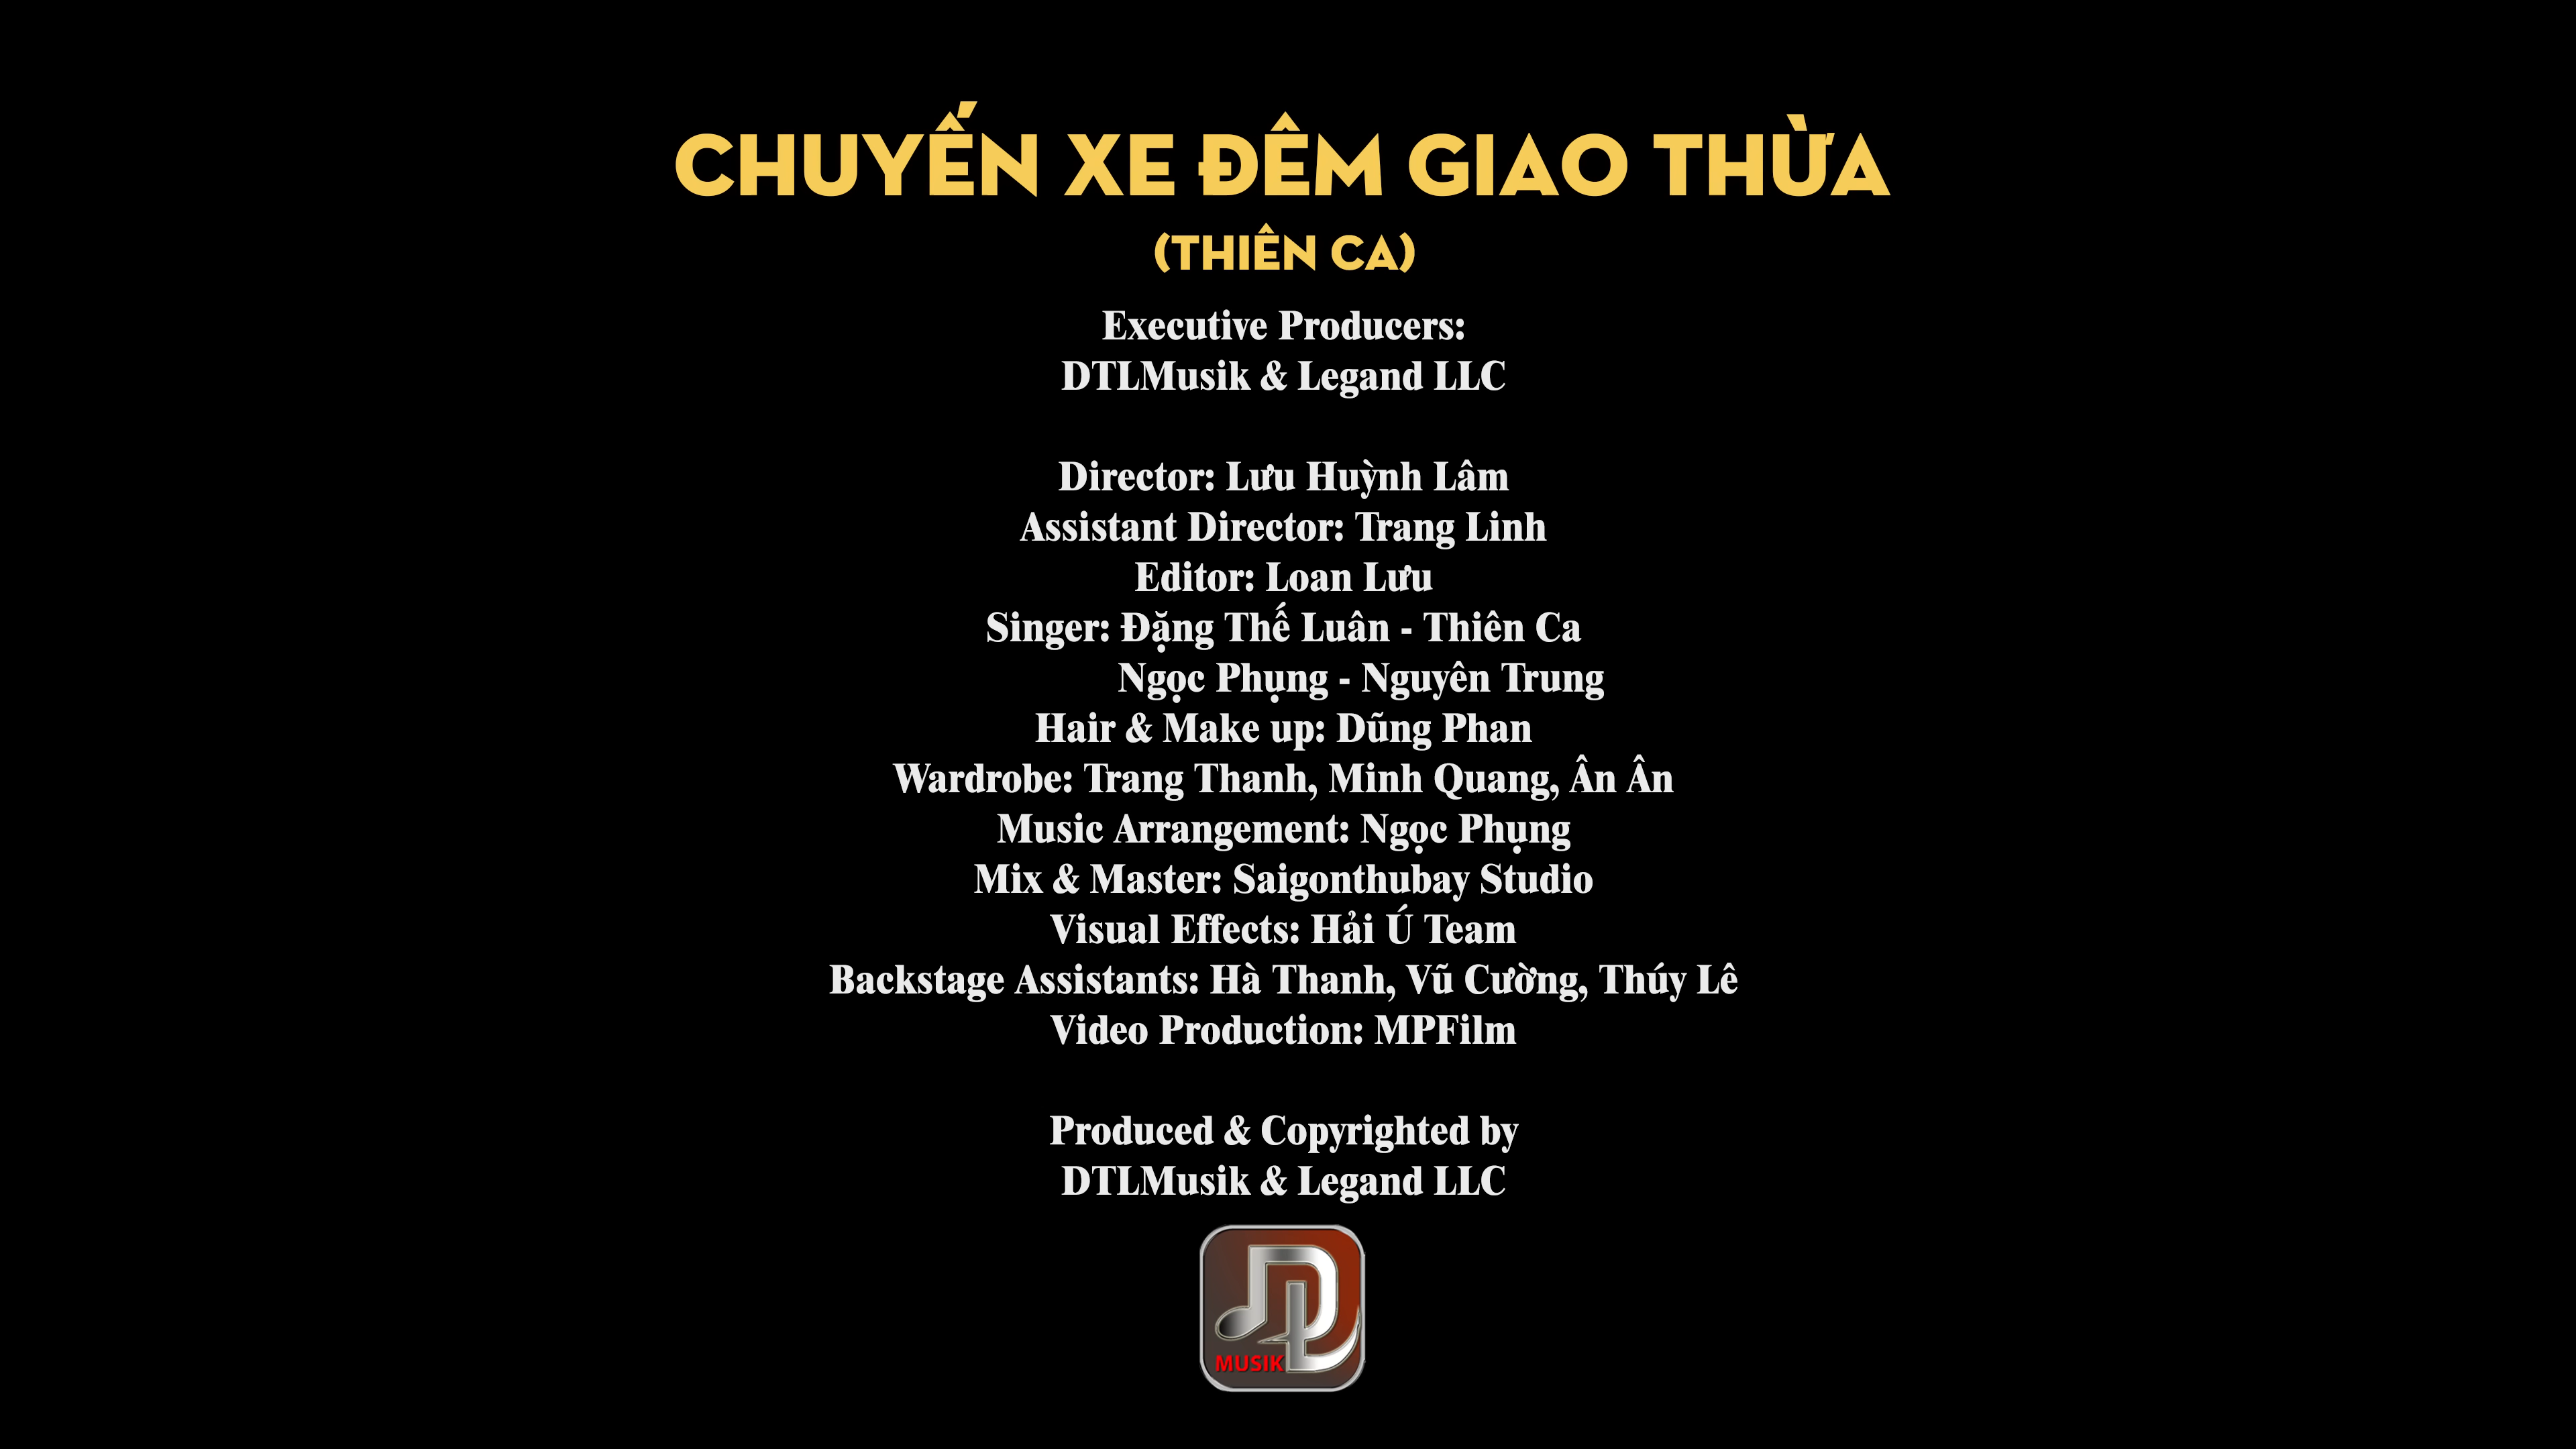 CHUYẾN XE ĐÊM GIAO THỪA
(THIÊN CA)
Executive Producers:
DTLMusik & Legand LLC
Director: Lưu Huỳnh Lâm
Assistant Director: Trang Linh
Editor: Loan Lưu
Singer: Đặng Thế Luân - Thiên Ca
Ngọc Phụng - Nguyên Trung
Hair & Make up: Dũng Phan
Wardrobe: Trang Thanh, Minh Quang, Ân Ân
Music Arrangement: Ngọc Phụng
Mix & Master: Saigonthubay Studio
Visual Effects: Hải Ú Team
Backstage Assistants: Hà Thanh, Vũ Cường, Thúy Lê
Video Production: MPFilm
Produced & Copyrighted by
DTLMusik & Legand LLC
DL
MUSIK